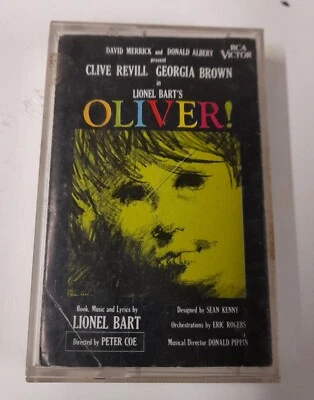 DAVID MERRICK and DONALD ALBERY
present
RCA
VICTOR
CLIVE REVILL GEORGIA BROWN
in
LIONEL BART'S
OLIVER!
Book, Music and Lyrics by
LIONEL BART
Directed by PETER COE
Designed by SEAN KENNY
Orchestrations by ERIC ROGERS
Musical Director DONALD PIPPIN